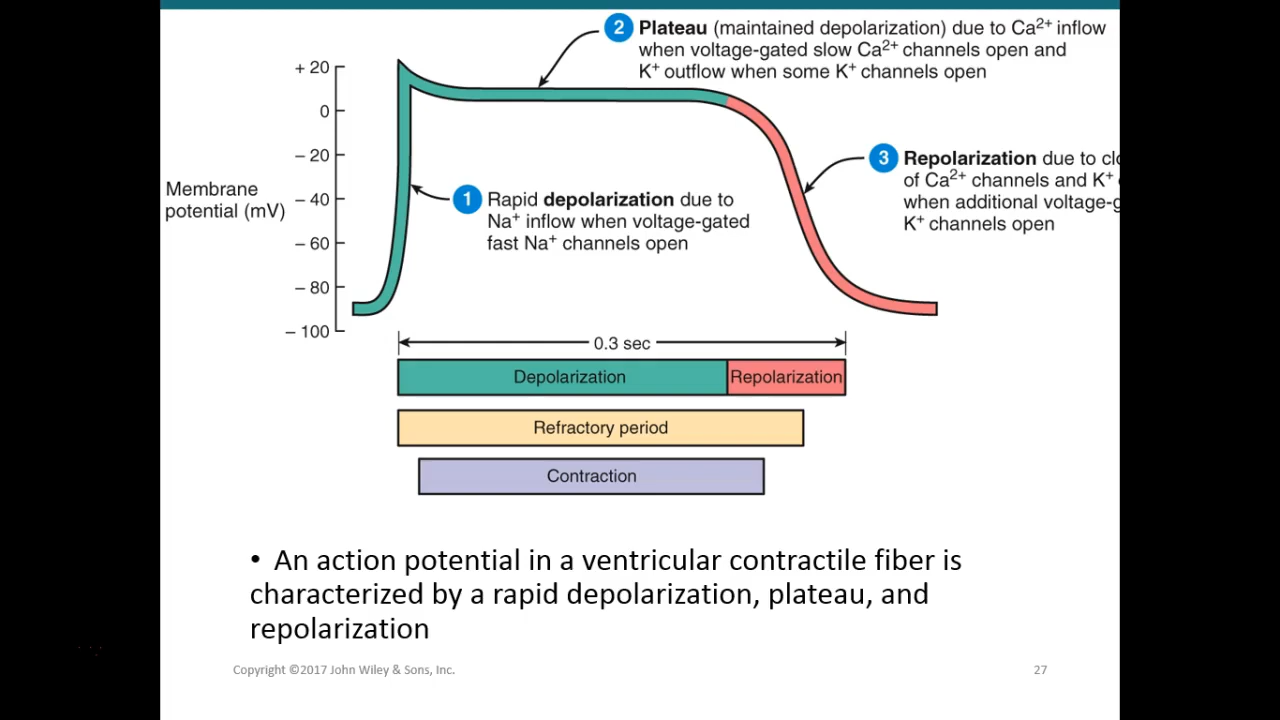 2 Plateau (maintained depolarization) due to Ca²⁺ inflow
when voltage-gated slow Ca²⁺ channels open and
K⁺ outflow when some K⁺ channels open
+ 20
0
– 20
– 40
– 60
– 80
– 100
Membrane
potential (mV)
1 Rapid depolarization due to
Na⁺ inflow when voltage-gated
fast Na⁺ channels open
3 Repolarization due to
of Ca²⁺ channels and K⁺
when additional
K⁺ channels open
0.3 sec
Depolarization
Repolarization
Refractory period
Contraction
• An action potential in a ventricular contractile fiber is
characterized by a rapid depolarization, plateau, and
repolarization
Copyright ©2017 John Wiley & Sons, Inc.
27